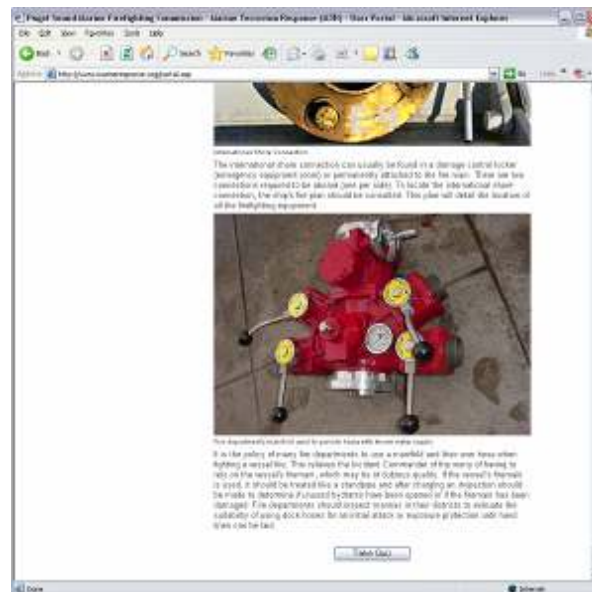 Puget Sound Marine Firefighting Commission - Marine Terrorism Response (MTR) - User Portal - Microsoft Internet Explorer
File Edit View Favorites Tools Help
Back Search Favorites
Address Go Links
International Shore Connection
The international shore connection can usually be found in a damage control locker
(emergency equipment room) or permanently attached to the fire main. There are two
connections required to be aboard (one per side). To locate the international shore
connection, the ship's fire plan should be consulted. This plan will detail the location of
all the firefighting equipment.
Fire department manifold used to provide hoses with water supply
It is the policy of many fire departments to use a manifold and their own hose when
fighting a vessel fire. This relieves the Incident Commander of the worry of having to
rely on the vessel's firemain, which may be of dubious quality. If the vessel's firemain
is used, it should be treated like a standpipe and after charging an inspection should
be made to determine if unused hydrants have been opened or if the firemain has been
damaged. Fire departments should inspect marinas in their districts to evaluate the
suitability of using dock hoses for an initial attack or exposure protection until hand
lines can be laid.
Take Quiz
Done Internet